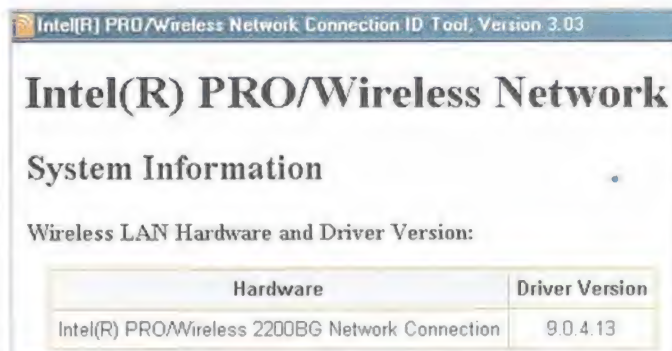 Intel(R) PRO/Wireless Network Connection ID Tool, Version 3.03
Intel(R) PRO/Wireless Network
System Information
Wireless LAN Hardware and Driver Version:
Hardware Driver Version
Intel(R) PRO/Wireless 2200BG Network Connection 9.0.4.13